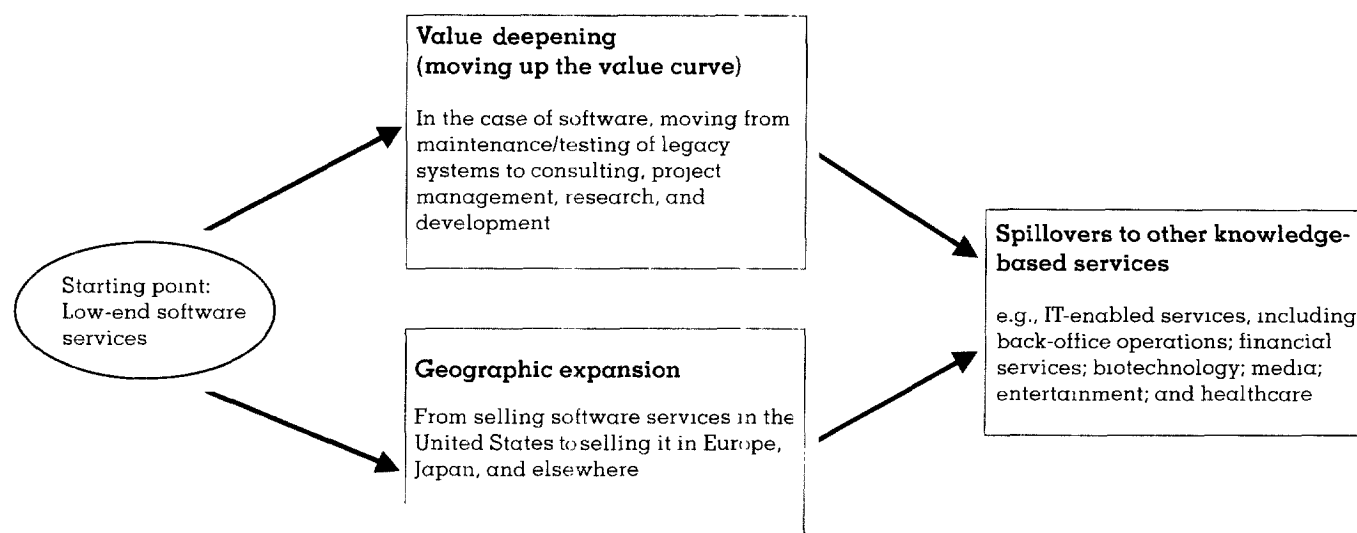 Value deepening
(moving up the value curve)
In the case of software, moving from
maintenance/testing of legacy
systems to consulting, project
management, research, and
development
Starting point:
Low-end software
services
Geographic expansion
From selling software services in the
United States to selling it in Europe,
Japan, and elsewhere
Spillovers to other knowledge-
based services
e.g., IT-enabled services, including
back-office operations; financial
services; biotechnology; media;
entertainment; and healthcare